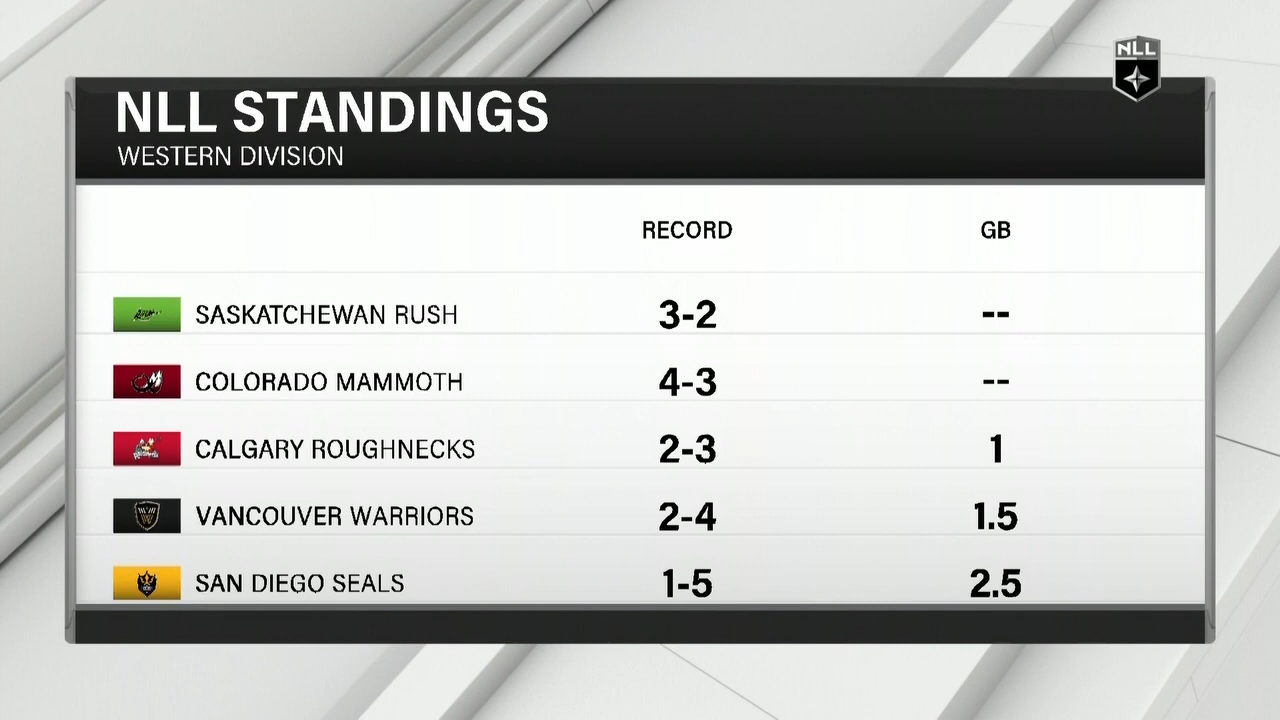 NLL
NLL STANDINGS
WESTERN DIVISION
RECORD GB
SASKATCHEWAN RUSH 3-2 --
COLORADO MAMMOTH 4-3 --
CALGARY ROUGHNECKS 2-3 1
VANCOUVER WARRIORS 2-4 1.5
SAN DIEGO SEALS 1-5 2.5